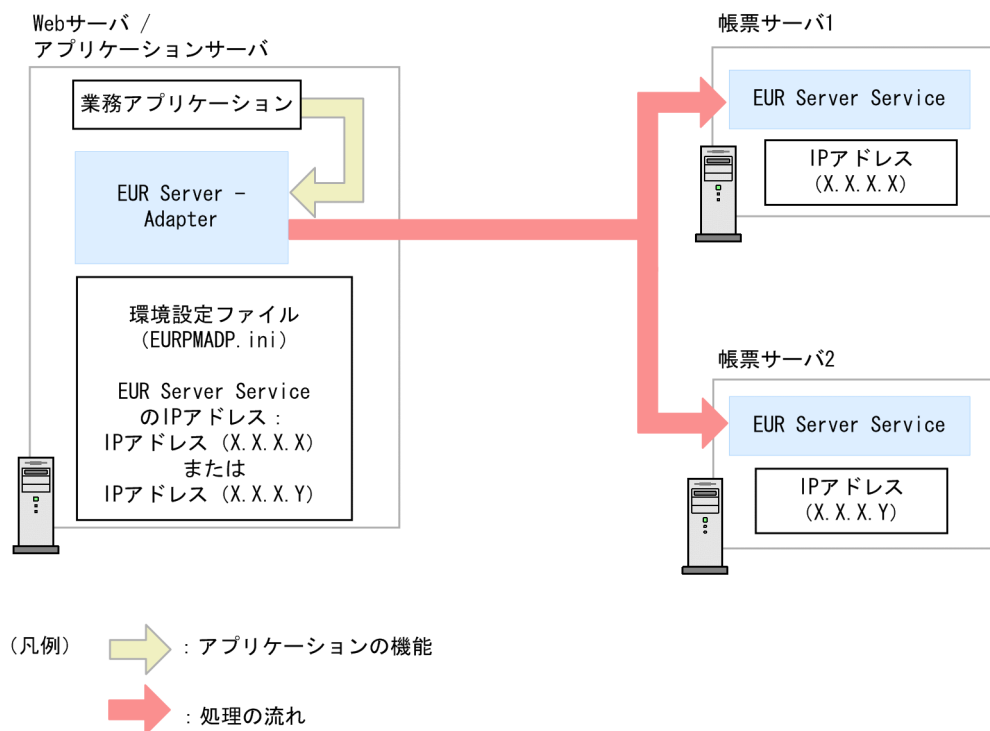 Webサーバ /
アプリケーションサーバ
業務アプリケーション
EUR Server －
Adapter
環境設定ファイル
(EURPMADP.ini)
EUR Server Service
のIPアドレス：
IPアドレス（X.X.X.X）
または
IPアドレス（X.X.X.Y）
帳票サーバ1
EUR Server Service
IPアドレス
（X.X.X.X）
帳票サーバ2
EUR Server Service
IPアドレス
（X.X.X.Y）
（凡例）
：アプリケーションの機能
：処理の流れ